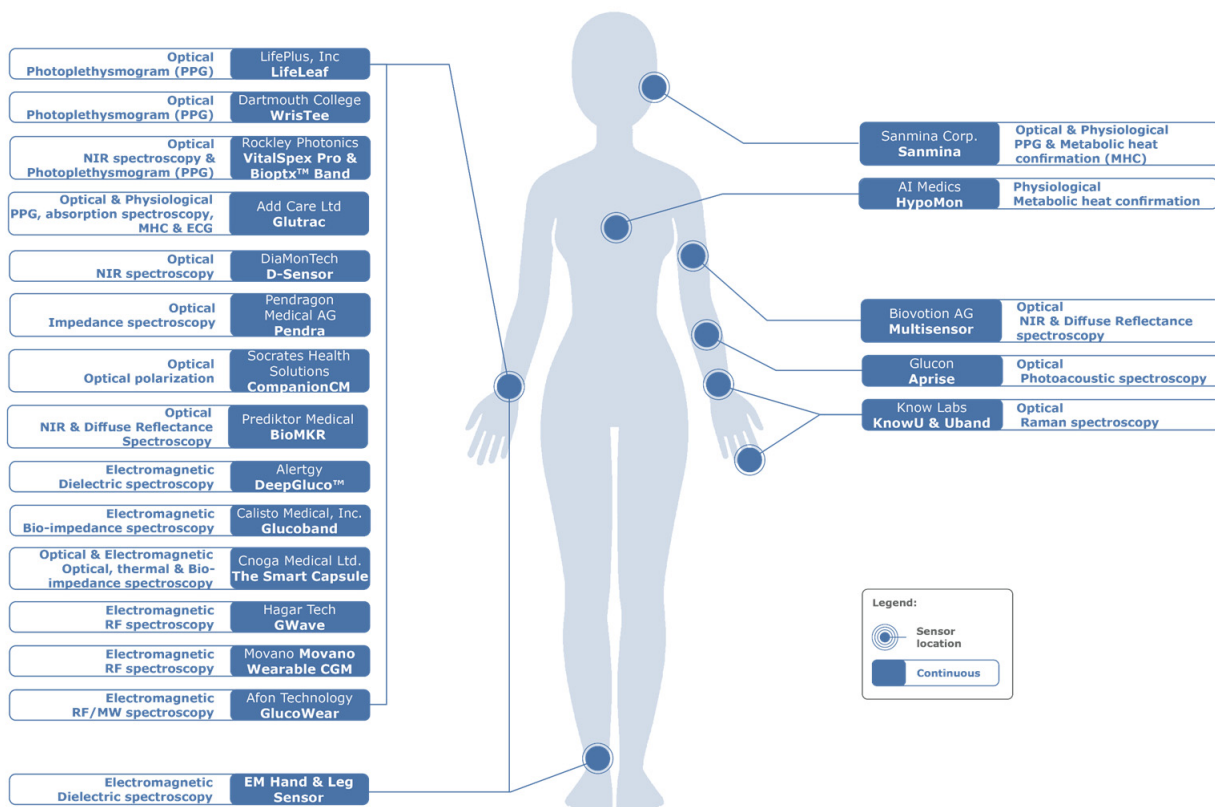 Optical
Photoplethysmogram (PPG)
LifePlus, Inc
LifeLeaf
Optical
Photoplethysmogram (PPG)
Dartmouth College
WrisTee
Optical
NIR spectroscopy &
Photoplethysmogram (PPG)
Rockley Photonics
VitalSpex Pro &
Bioptx™ Band
Optical & Physiological
PPG, absorption spectroscopy,
MHC & ECG
Add Care Ltd
Glutrac
Optical
NIR spectroscopy
DiaMonTech
D-Sensor
Optical
Impedance spectroscopy
Pendragon
Medical AG
Pendra
Optical
Optical polarization
Socrates Health
Solutions
CompanionCM
Optical
NIR & Diffuse Reflectance
Spectroscopy
Prediktor Medical
BioMKR
Electromagnetic
Dielectric spectroscopy
Alertgy
DeepGluco™
Electromagnetic
Bio-impedance spectroscopy
Calisto Medical, Inc.
Glucoband
Optical & Electromagnetic
Optical, thermal & Bio-
impedance spectroscopy
Cnoga Medical Ltd.
The Smart Capsule
Electromagnetic
RF spectroscopy
Hagar Tech
GWave
Electromagnetic
RF spectroscopy
Movano Movano
Wearable CGM
Electromagnetic
RF/MW spectroscopy
Afon Technology
GlucoWear
Electromagnetic
Dielectric spectroscopy
EM Hand & Leg
Sensor
Sanmina Corp.
Sanmina
Optical & Physiological
PPG & Metabolic heat
confirmation (MHC)
AI Medics
HypoMon
Physiological
Metabolic heat confirmation
Biovotion AG
Multisensor
Optical
NIR & Diffuse Reflectance
spectroscopy
Glucon
Aprise
Optical
Photoacoustic spectroscopy
Know Labs
KnowU & Uband
Optical
Raman spectroscopy
Legend:
Sensor
location
Continuous